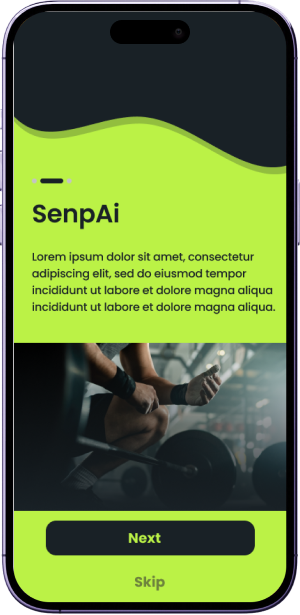 SenpAi
Lorem ipsum dolor sit amet, consectetur
adipiscing elit, sed do eiusmod tempor
incididunt ut labore et dolore magna aliqua
incididunt ut labore et dolore magna aliqua.
Next
Skip